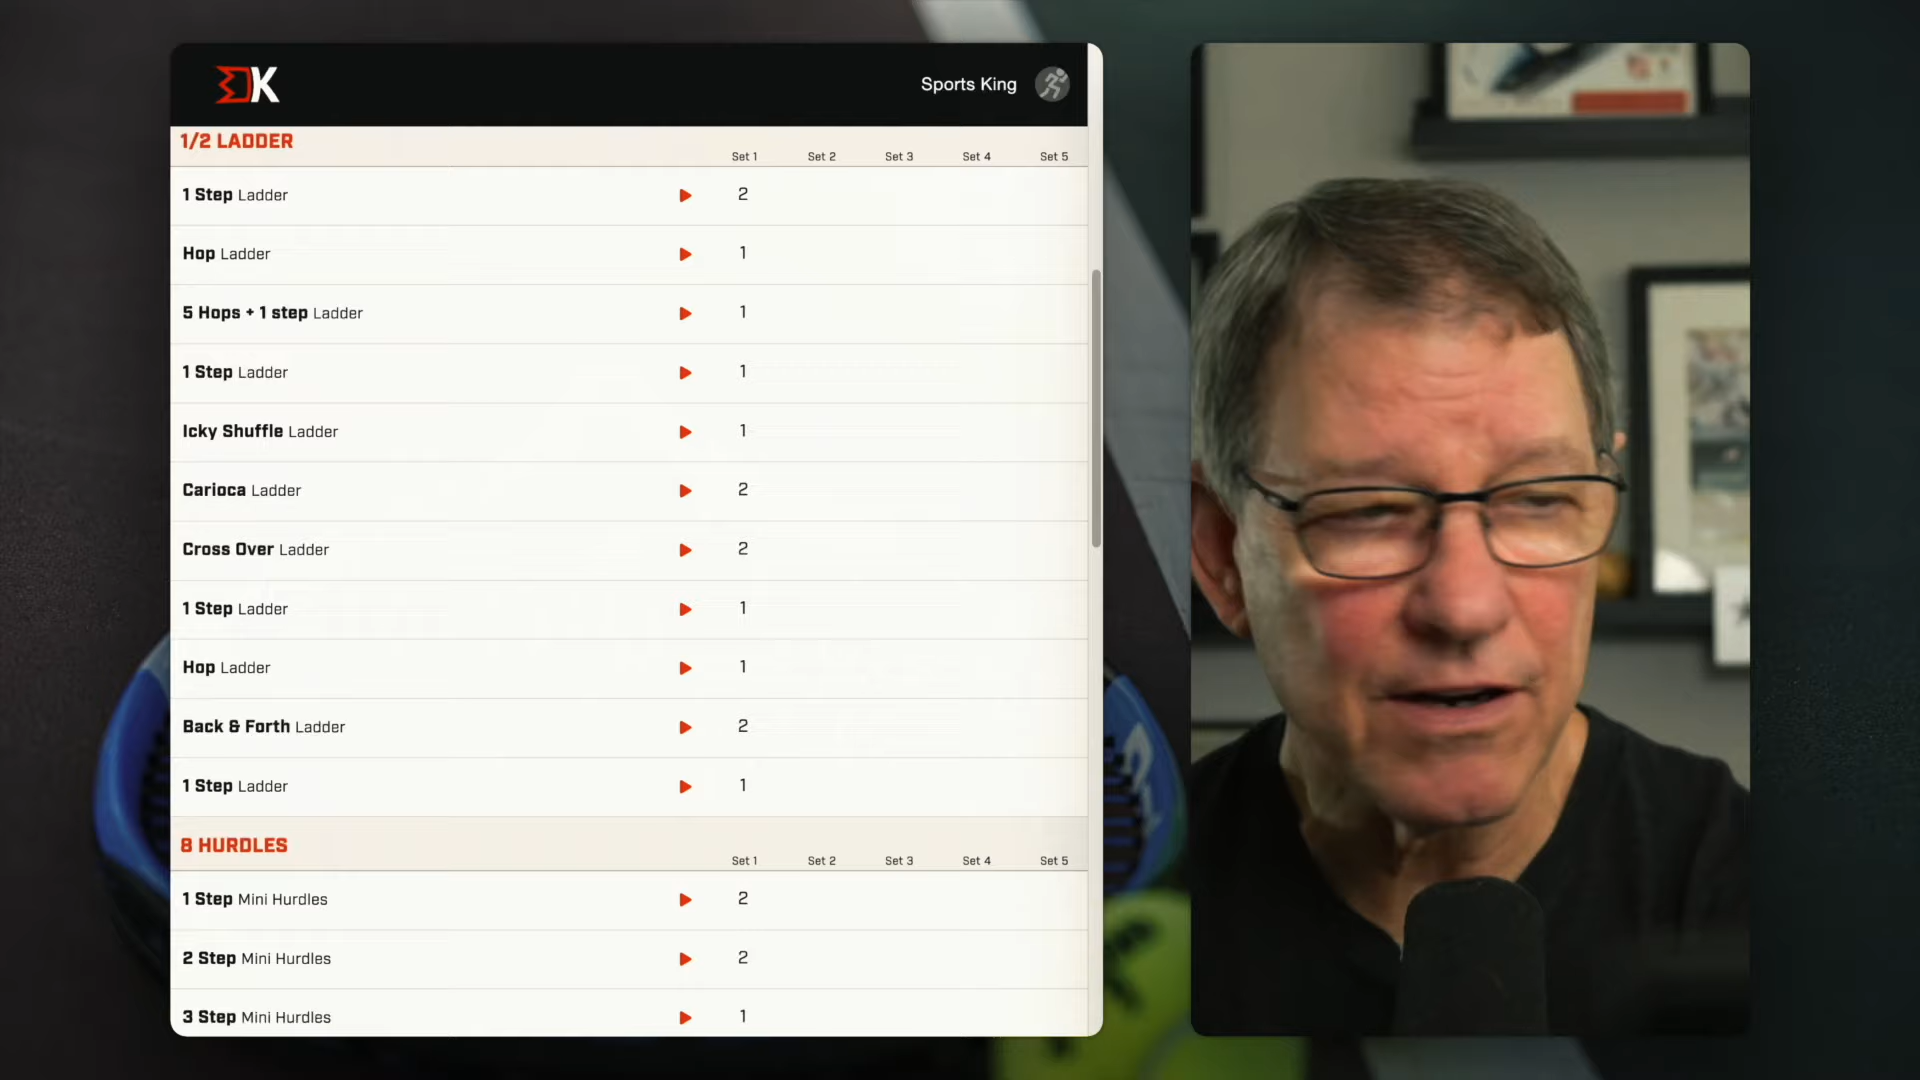 K
Sports King
1/2 LADDER
Set 1 Set 2 Set 3 Set 4 Set 5
1 Step Ladder 2
Hop Ladder 1
5 Hops + 1 step Ladder 1
1 Step Ladder 1
Icky Shuffle Ladder 1
Carioca Ladder 2
Cross Over Ladder 2
1 Step Ladder 1
Hop Ladder 1
Back & Forth Ladder 2
1 Step Ladder 1
8 HURDLES
Set 1 Set 2 Set 3 Set 4 Set 5
1 Step Mini Hurdles 2
2 Step Mini Hurdles 2
3 Step Mini Hurdles 1